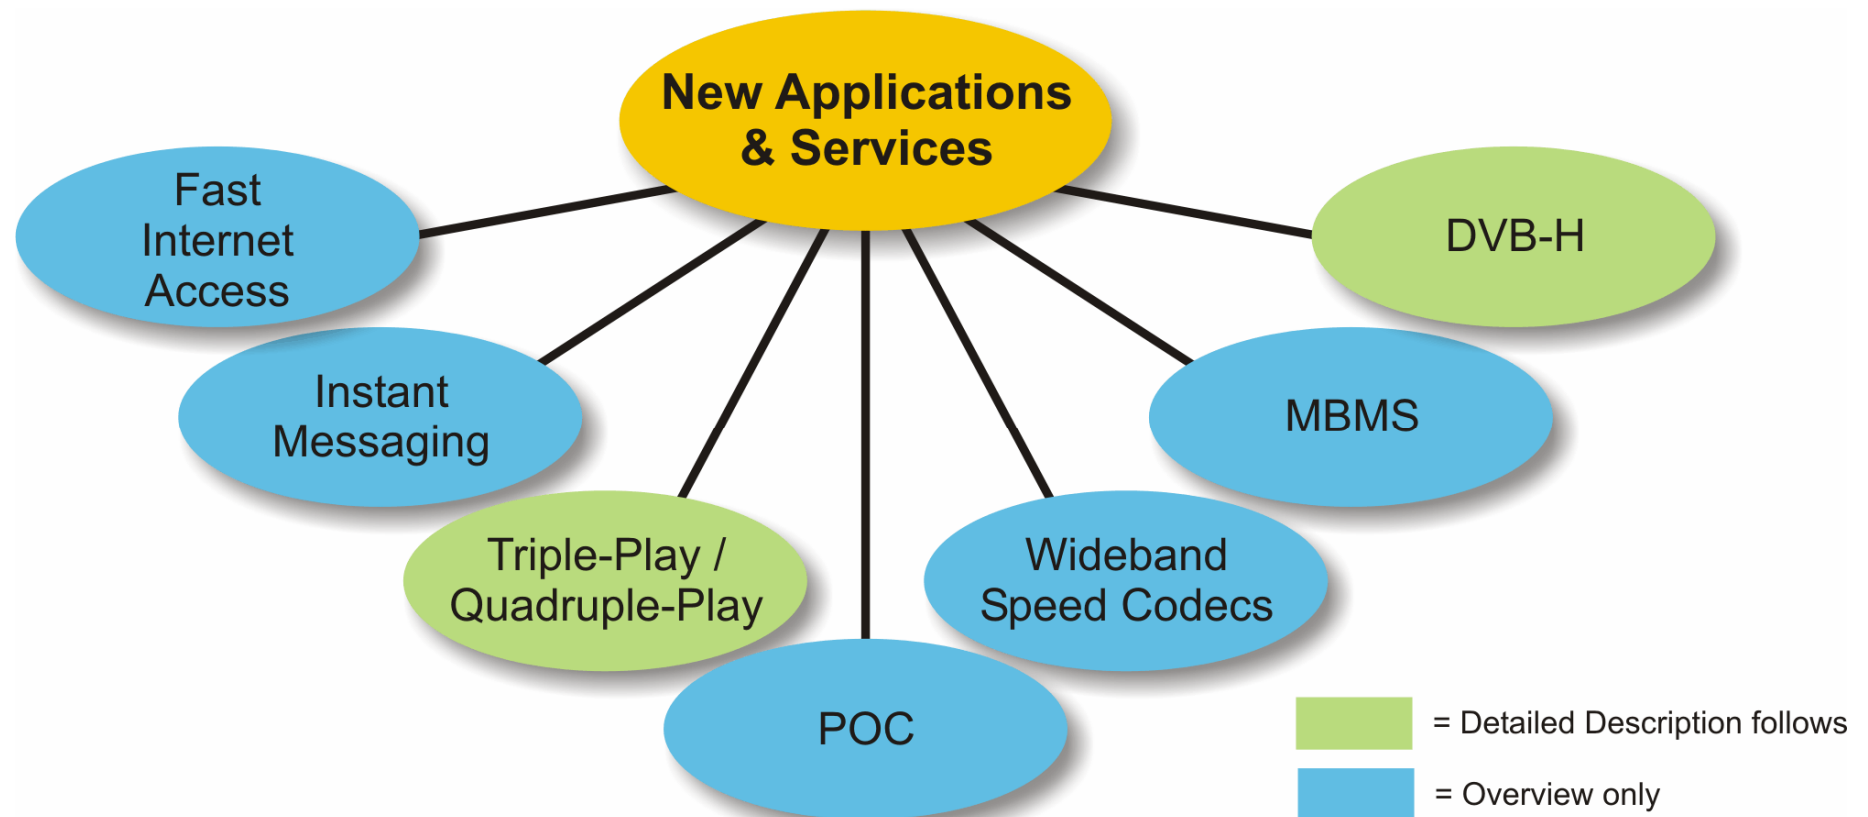 New Applications
& Services
Fast
Internet
Access
DVB-H
Instant
Messaging
MBMS
Triple-Play /
Quadruple-Play
Wideband
Speed Codecs
POC
= Detailed Description follows
= Overview only